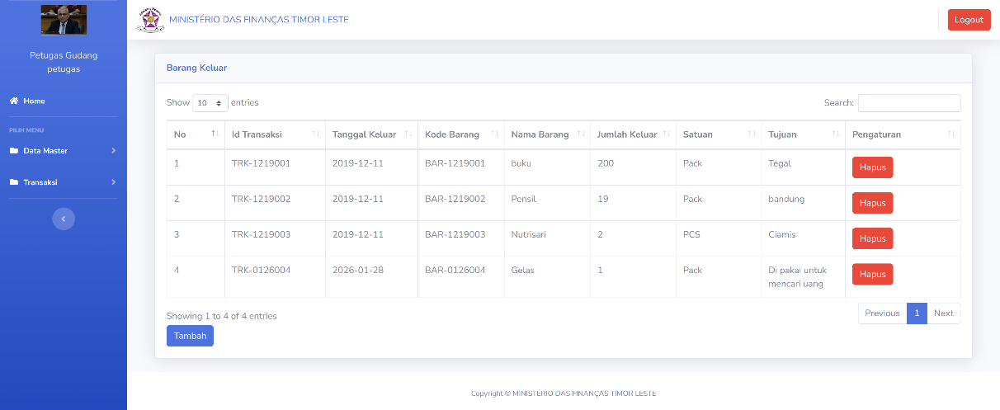 MINISTÉRIO DAS FINANÇAS TIMOR LESTE
Logout
Petugas Gudang
petugas
Home
PILIH MENU
Data Master
Transaksi
Barang Keluar
Show 10 entries
Search:
No Id Transaksi Tanggal Keluar Kode Barang Nama Barang Jumlah Keluar Satuan Tujuan Pengaturan
1 TRK-1219001 2019-12-11 BAR-1219001 buku 200 Pack Tegal Hapus
2 TRK-1219002 2019-12-11 BAR-1219002 Pensil 19 Pack bandung Hapus
3 TRK-1219003 2019-12-11 BAR-1219003 Nutrisari 2 PCS Ciamis Hapus
4 TRK-0126004 2026-01-28 BAR-0126004 Gelas 1 Pack Di pakai untuk Hapus
mencari uang
Showing 1 to 4 of 4 entries
Previous 1 Next
Tambah
Copyright © MINISTÉRIO DAS FINANÇAS TIMOR LESTE